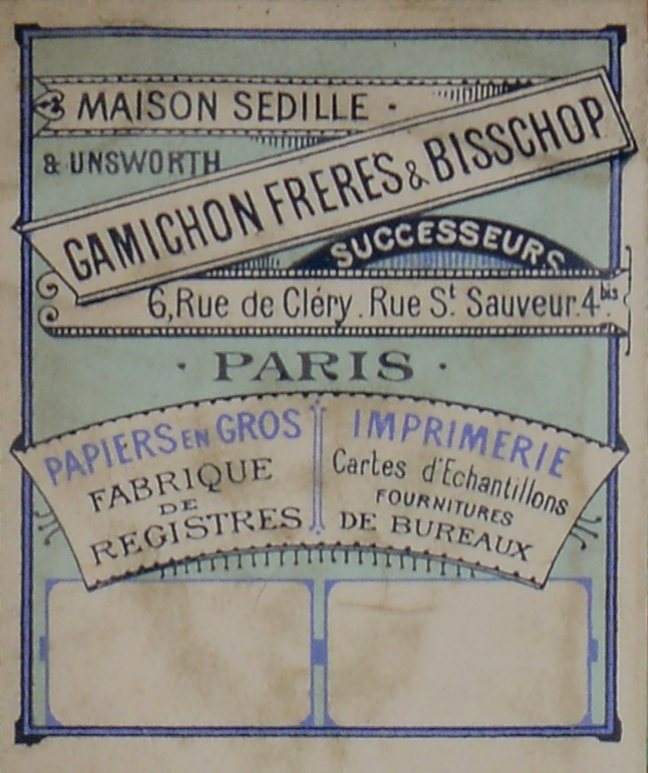 MAISON SEDILLE
& UNSWORTH
GAMICHON FRERES & BISSCHOP
SUCCESSEURS
6, Rue de Cléry. Rue St Sauveur. 4bis.
· PARIS ·
PAPIERS EN GROS
FABRIQUE
DE
REGISTRES
IMPRIMERIE
Cartes d'Echantillons
FOURNITURES
DE BUREAUX